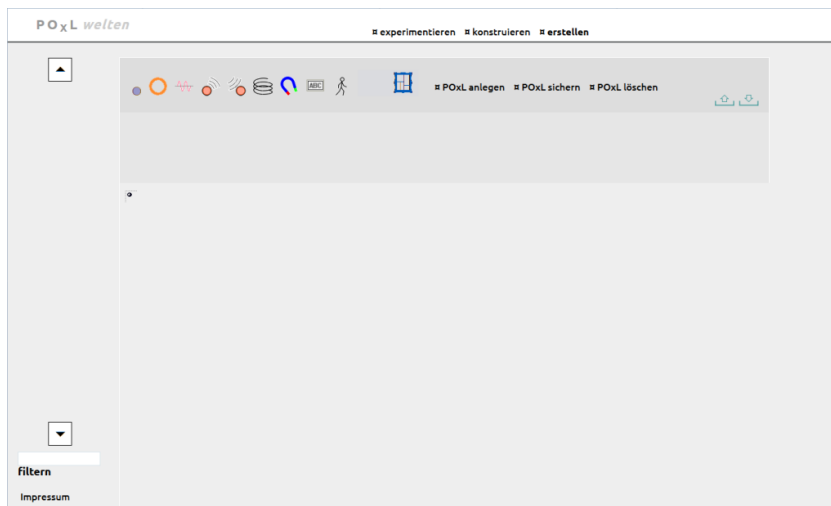 POXL welten
¤ experimentieren ¤ konstruieren ¤ erstellen
ABC ¤ POxL anlegen ¤ POxL sichern ¤ POxL löschen
filtern
Impressum